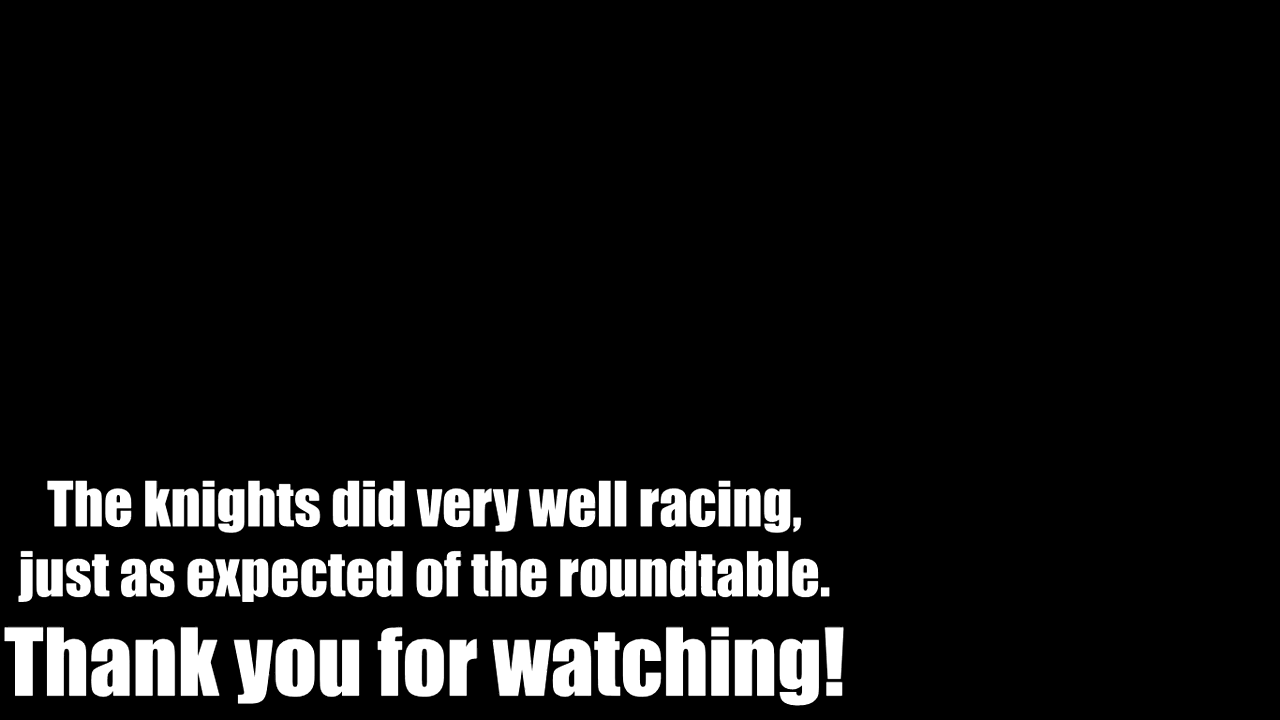 The knights did very well racing,
just as expected of the roundtable.
Thank you for watching!